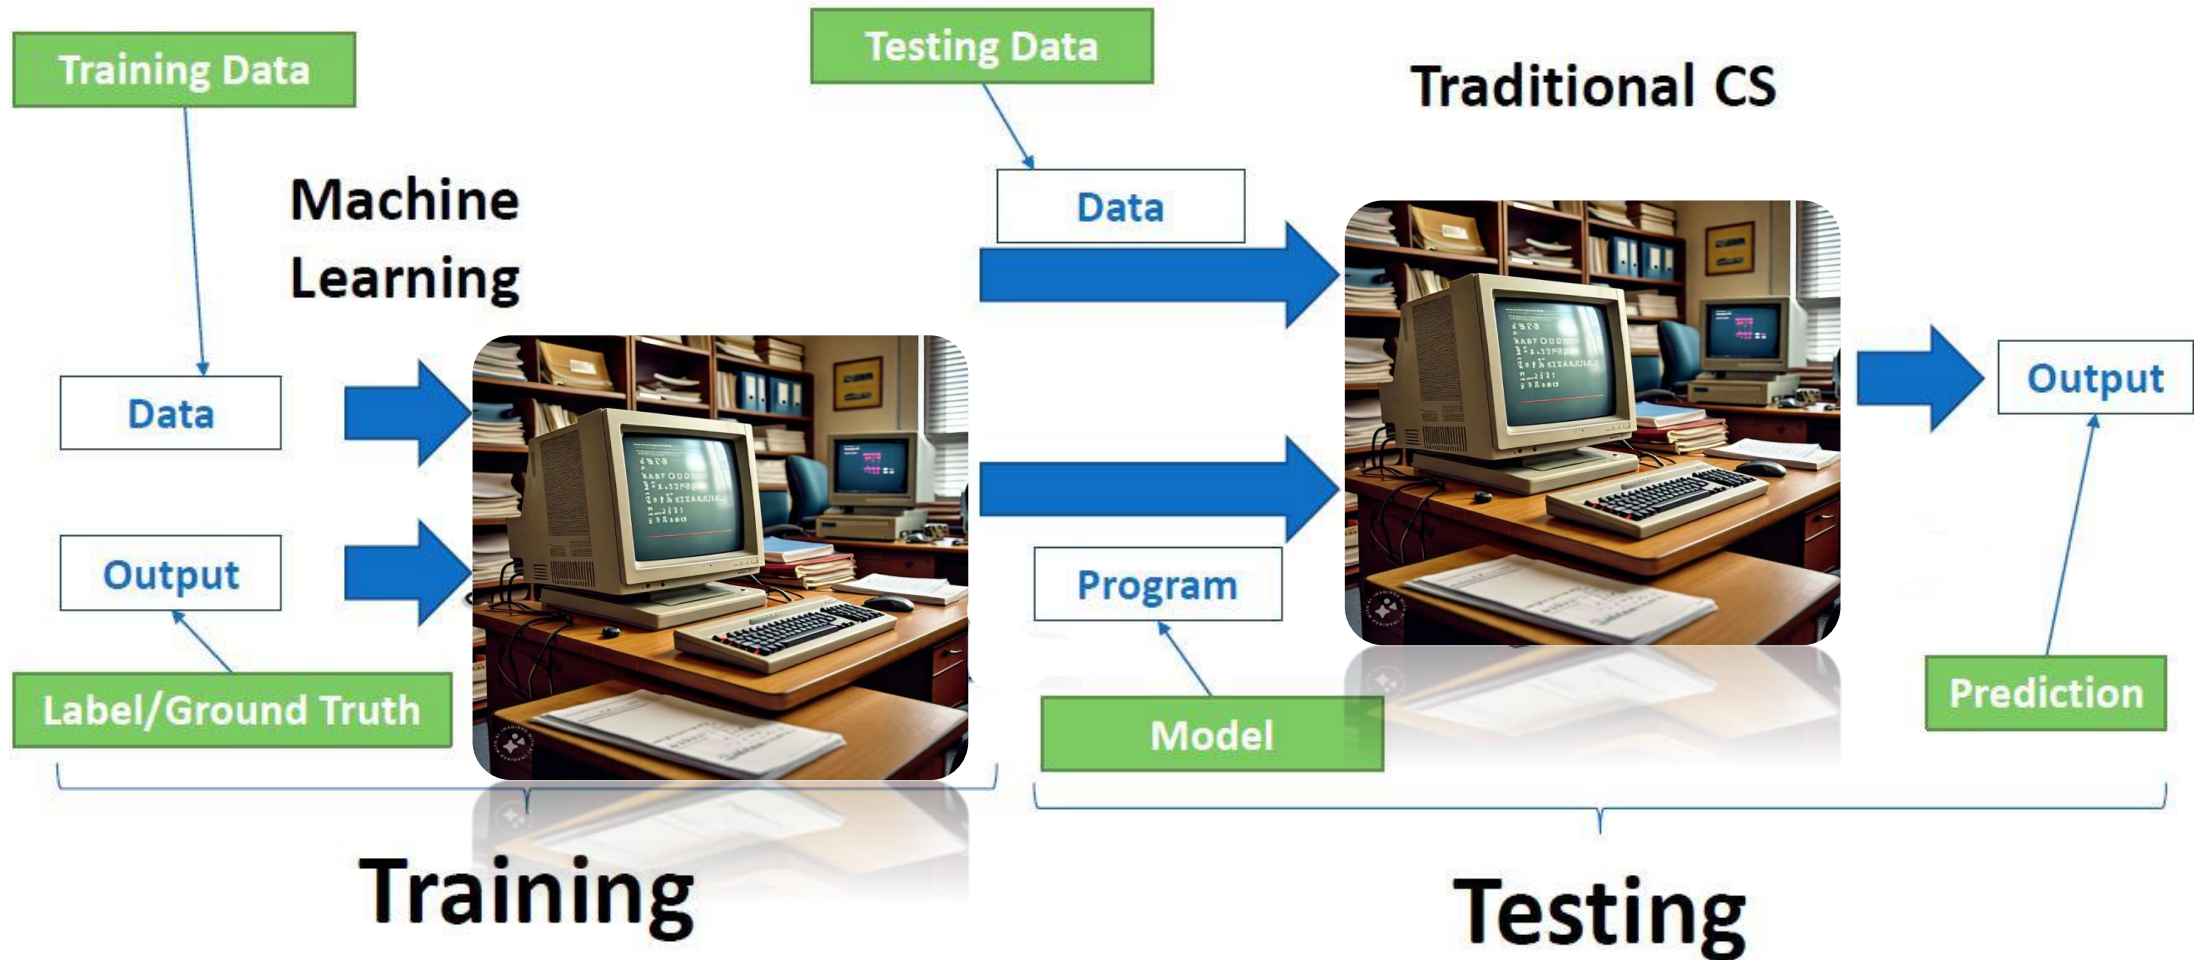 Training Data
Testing Data
Traditional CS
Machine
Learning
Data
Data
Output
Output
Program
Label/Ground Truth
Model
Prediction
Training
Testing